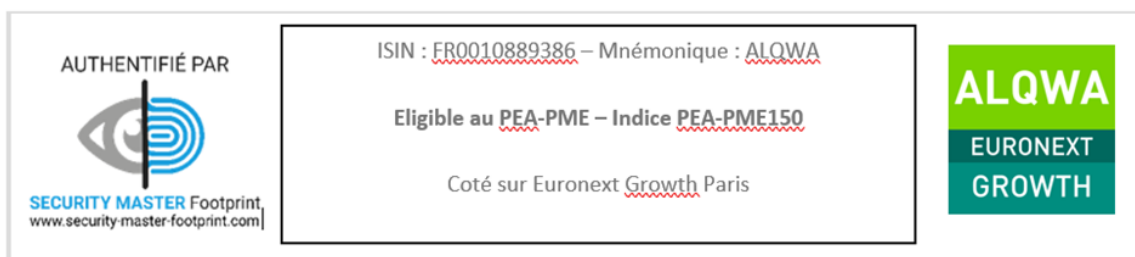 AUTHENTIFIÉ PAR
SECURITY MASTER Footprint
www.security-master-footprint.com
ISIN : FR0010889386 – Mnémonique : ALQWA
Eligible au PEA-PME – Indice PEA-PME150
Coté sur Euronext Growth Paris
ALQWA
EURONEXT
GROWTH